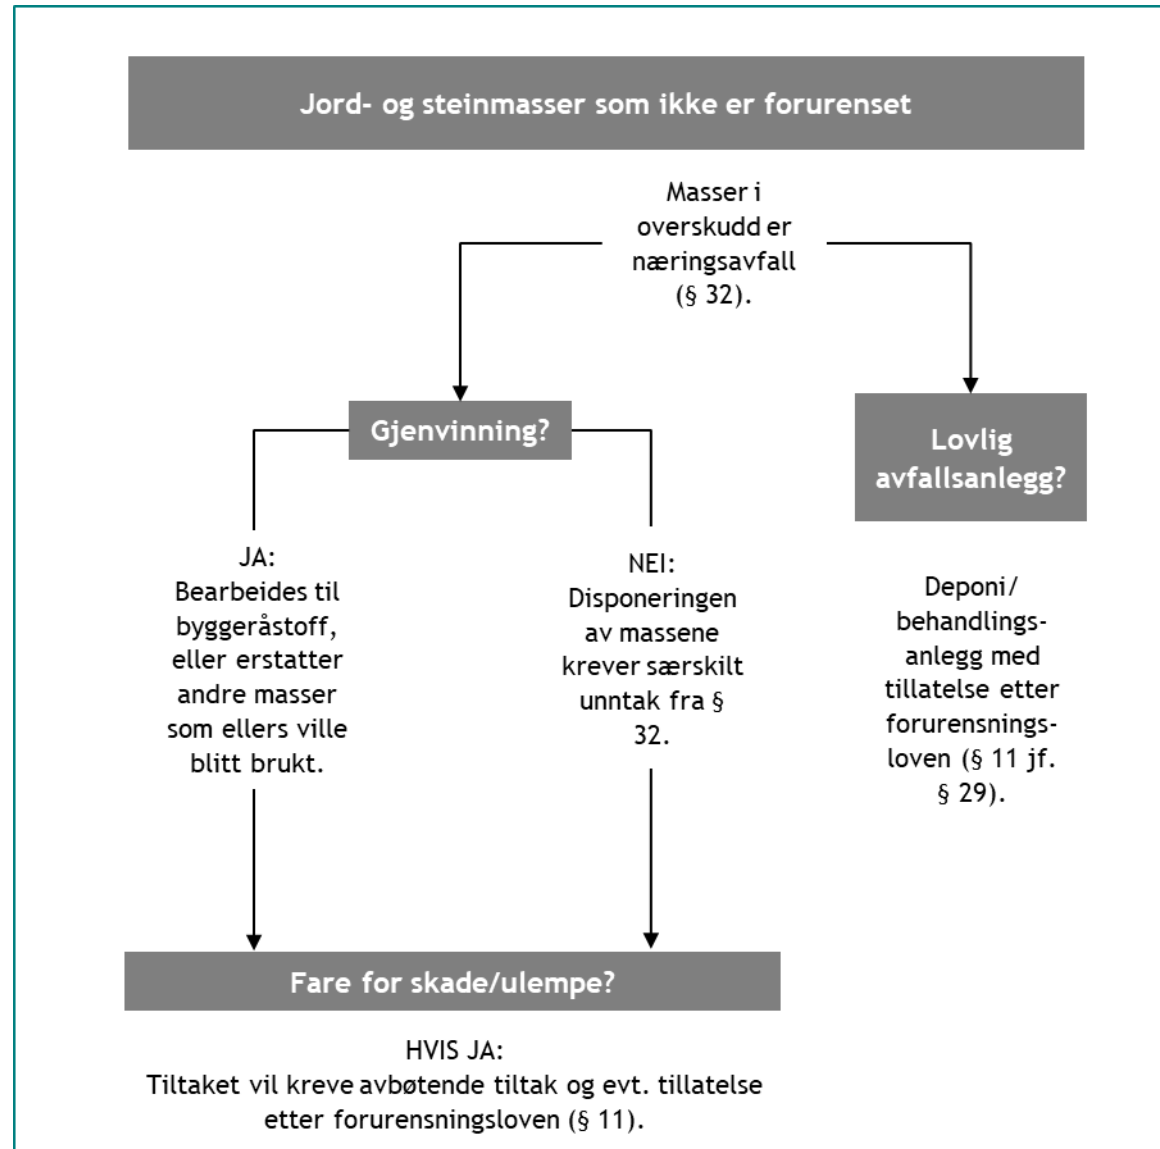 Jord- og steinmasser som ikke er forurenset
Masser i
overskudd er
næringsavfall
(§ 32).
Gjenvinning?
Lovlig
avfallsanlegg?
JA:
Bearbeides til
byggeråstoff,
eller erstatter
andre masser
som ellers ville
blitt brukt.
NEI:
Disponeringen
av massene
krever særskilt
unntak fra §
32.
Deponi/
behandlings-
anlegg med
tillatelse etter
forurensnings-
loven (§ 11 jf.
§ 29).
Fare for skade/ulempe?
HVIS JA:
Tiltaket vil kreve avbøtende tiltak og evt. tillatelse
etter forurensningsloven (§ 11).